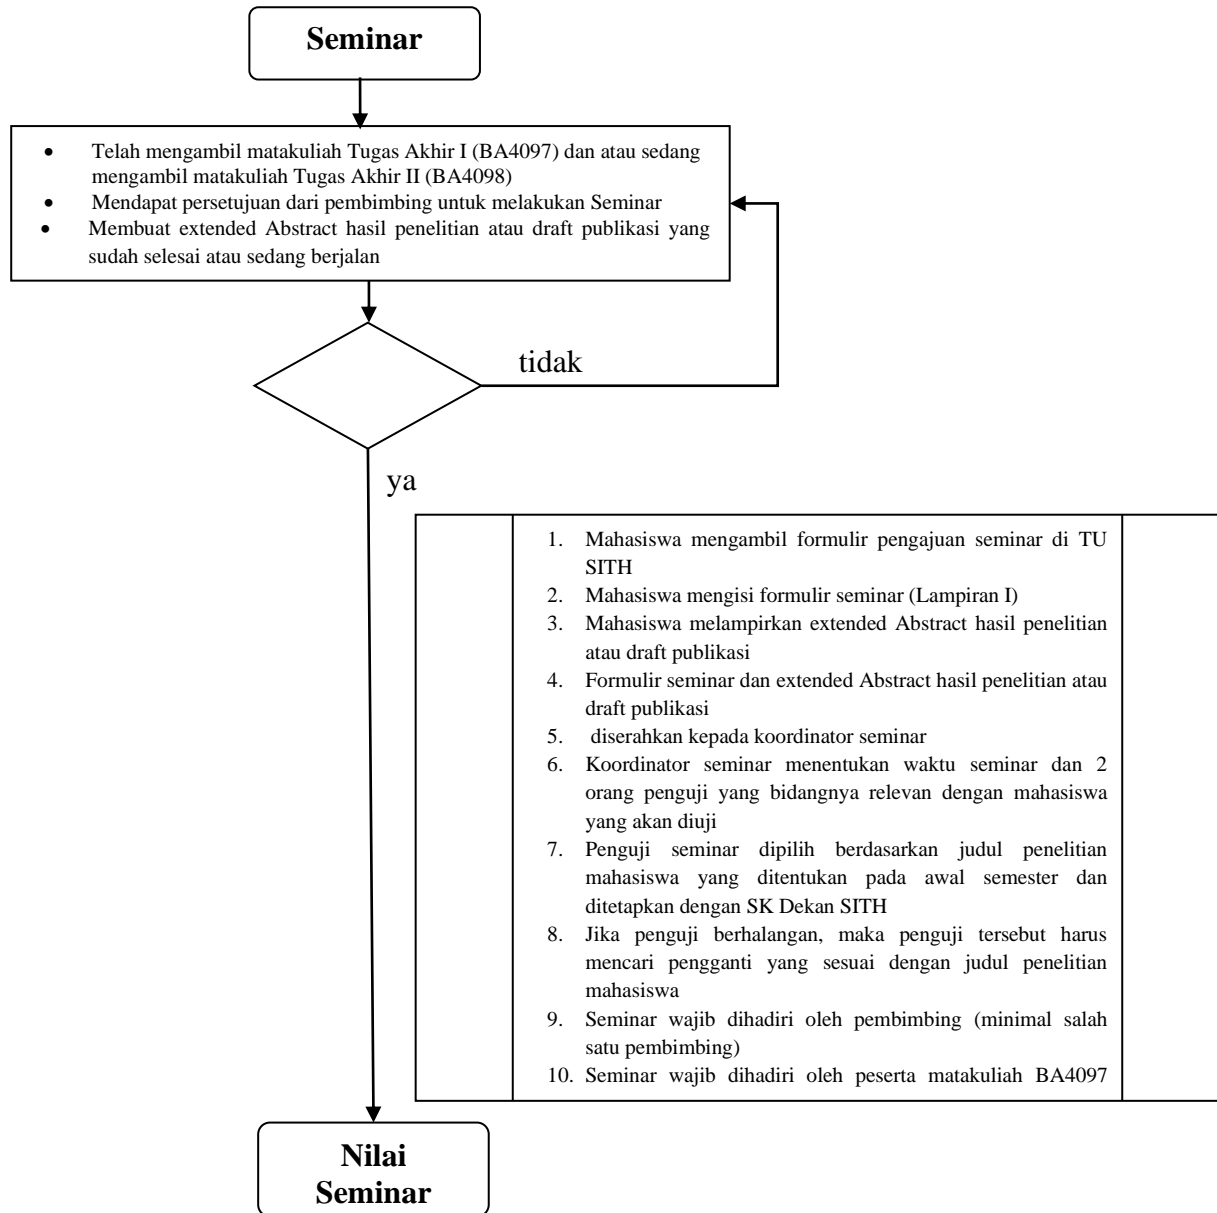 Seminar
• Telah mengambil matakuliah Tugas Akhir I (BA4097) dan atau sedang
mengambil matakuliah Tugas Akhir II (BA4098)
• Mendapat persetujuan dari pembimbing untuk melakukan Seminar
• Membuat extended Abstract hasil penelitian atau draft publikasi yang
sudah selesai atau sedang berjalan
tidak
ya
1. Mahasiswa mengambil formulir pengajuan seminar di TU
SITH
2. Mahasiswa mengisi formulir seminar (Lampiran I)
3. Mahasiswa melampirkan extended Abstract hasil penelitian
atau draft publikasi
4. Formulir seminar dan extended Abstract hasil penelitian atau
draft publikasi
5. diserahkan kepada koordinator seminar
6. Koordinator seminar menentukan waktu seminar dan 2
orang penguji yang bidangnya relevan dengan mahasiswa
yang akan diuji
7. Penguji seminar dipilih berdasarkan judul penelitian
mahasiswa yang ditentukan pada awal semester dan
ditetapkan dengan SK Dekan SITH
8. Jika penguji berhalangan, maka penguji tersebut harus
mencari pengganti yang sesuai dengan judul penelitian
mahasiswa
9. Seminar wajib dihadiri oleh pembimbing (minimal salah
satu pembimbing)
10. Seminar wajib dihadiri oleh peserta matakuliah BA4097
Nilai
Seminar